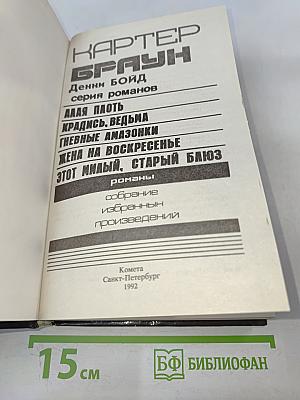 КАРТЕР
БРАУН
Денни БОЙД
серия романов
АЛАЯ ПЛОТЬ
КРАДИСЬ, ВЕДЬМА
ГНЕВНЫЕ АМАЗОНКИ
ЖЕНА НА ВОСКРЕСЕНЬЕ
ЭТОТ МИЛЫЙ, СТАРЫЙ БЛЮЗ
романы
собрание
избранных
произведений
Комета
Санкт-Петербург
1992
15 см
БФ БИБЛИОФАН